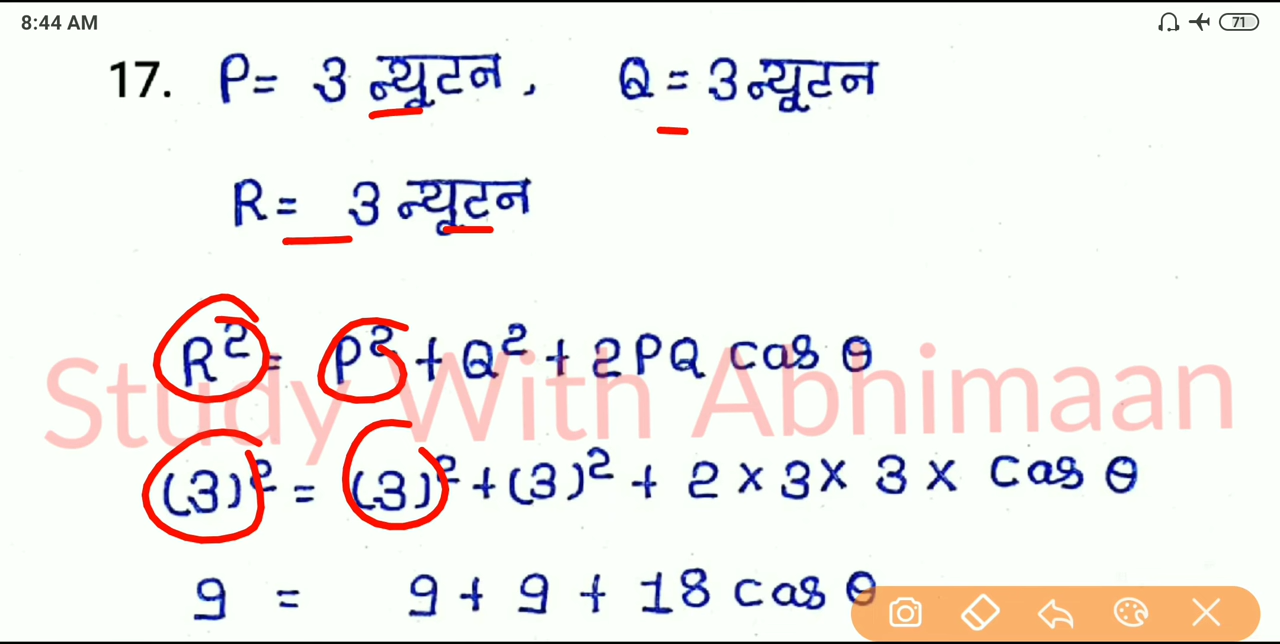 8:44 AM 71
17. P= 3 न्यूटन, Q = 3 न्यूटन
R= 3 न्यूटन
R² = P² + Q² + 2PQ cos θ
Study With Abhimaan
(3)² = (3)² + (3)² + 2 × 3 × 3 × cos θ
9 = 9 + 9 + 18 cos θ